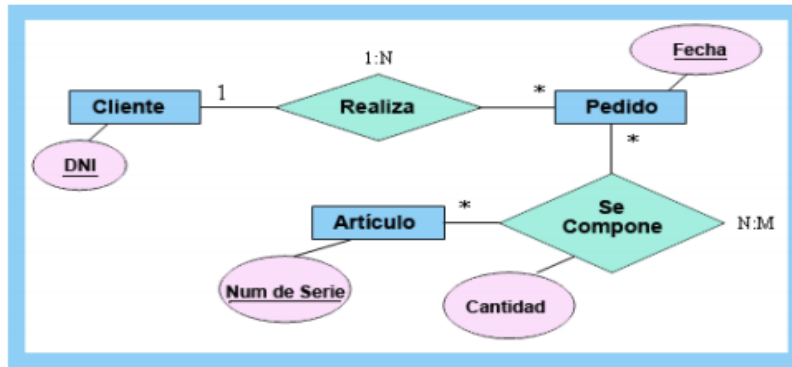 Fecha
1:N
Cliente
1
Realiza
*
Pedido
*
DNI
Artículo
*
Se
Compone
N:M
Num de Serie
Cantidad